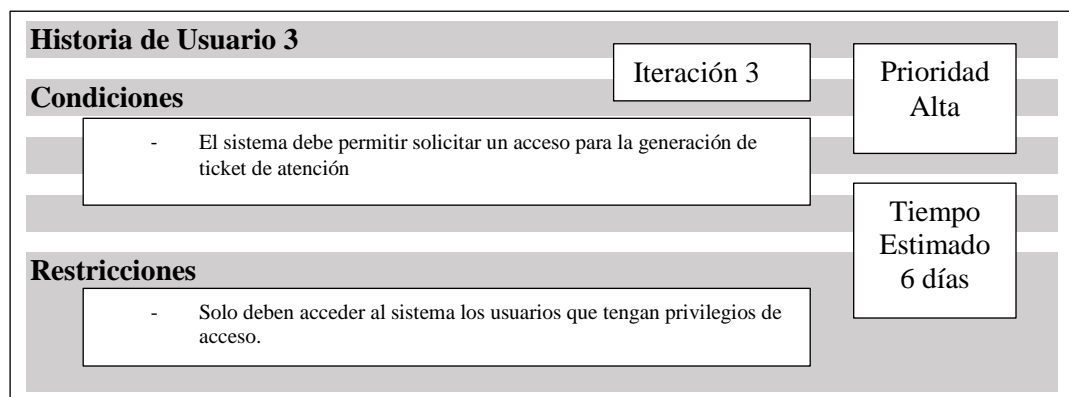 Historia de Usuario 3
Iteración 3
Prioridad
Alta
Condiciones
- El sistema debe permitir solicitar un acceso para la generación de
ticket de atención
Tiempo
Estimado
6 días
Restricciones
- Solo deben acceder al sistema los usuarios que tengan privilegios de
acceso.